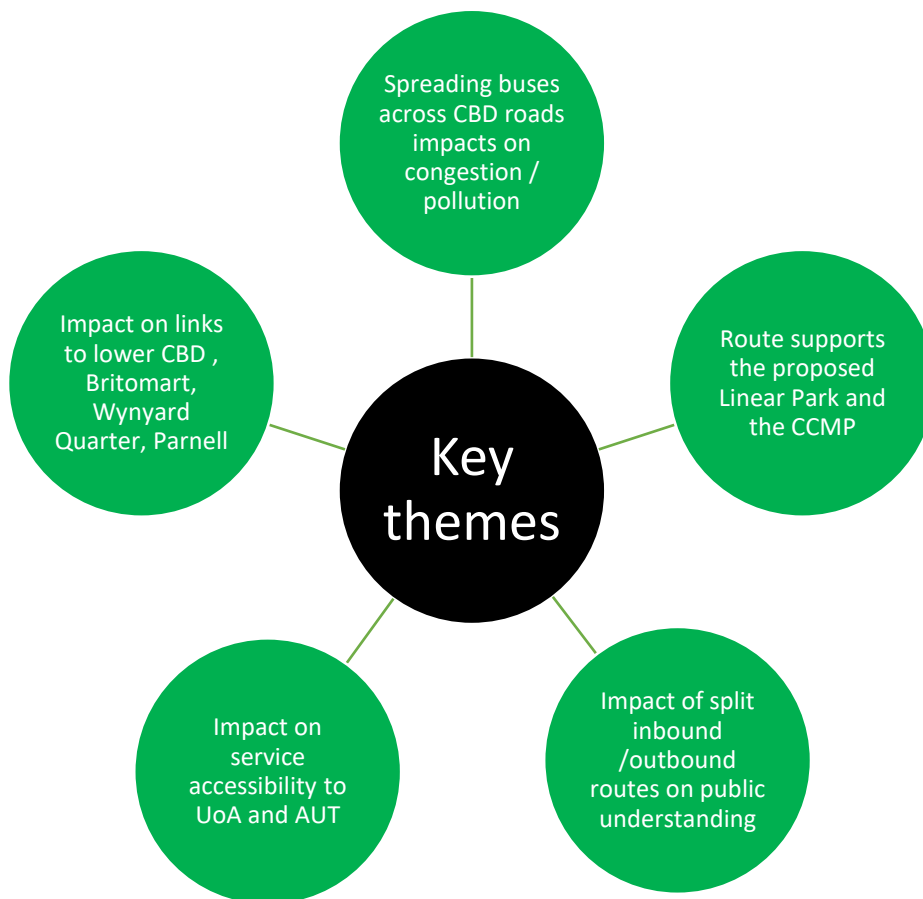 Spreading buses
across CBD roads
impacts on
congestion /
pollution
Impact on links
to lower CBD ,
Britomart,
Wynyard
Quarter, Parnell
Route supports
the proposed
Linear Park and
the CCMP
Key
themes
Impact on
service
accessibility to
UoA and AUT
Impact of split
inbound
/outbound
routes on public
understanding